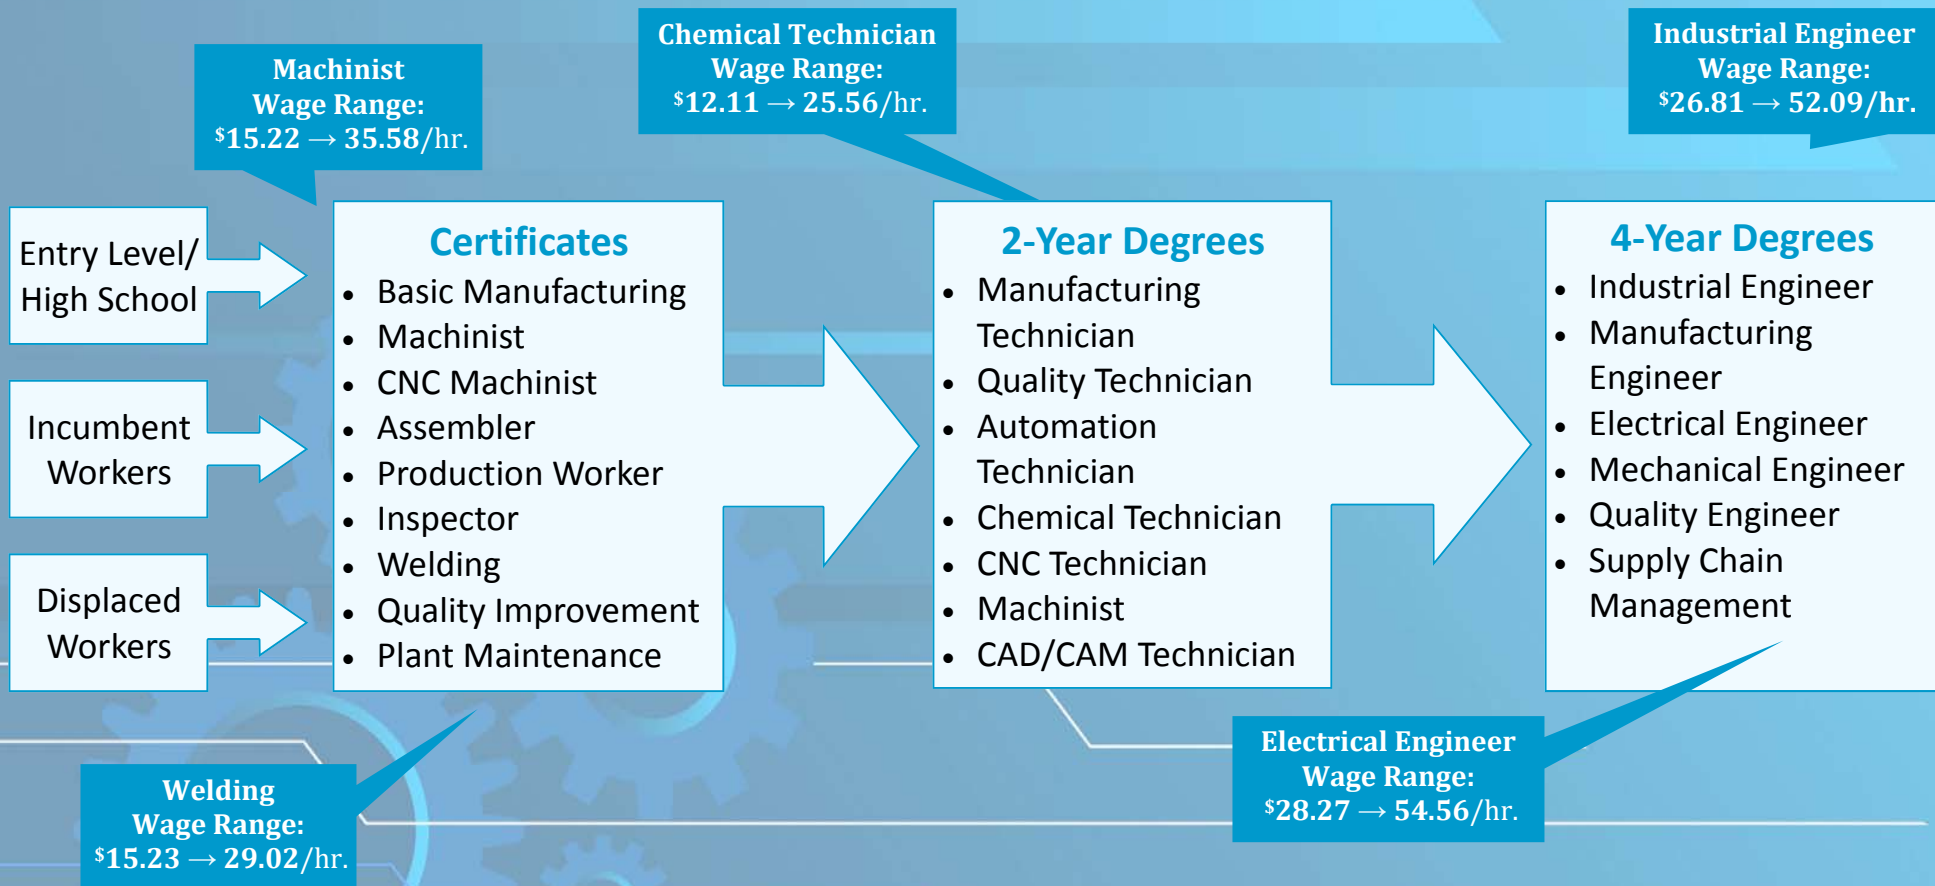 Machinist
Wage Range:
$15.22 → 35.58/hr.
Chemical Technician
Wage Range:
$12.11 → 25.56/hr.
Industrial Engineer
Wage Range:
$26.81 → 52.09/hr.
Entry Level/
High School
Incumbent
Workers
Displaced
Workers
Certificates
• Basic Manufacturing
• Machinist
• CNC Machinist
• Assembler
• Production Worker
• Inspector
• Welding
• Quality Improvement
• Plant Maintenance
2-Year Degrees
• Manufacturing
Technician
• Quality Technician
• Automation
Technician
• Chemical Technician
• CNC Technician
• Machinist
• CAD/CAM Technician
4-Year Degrees
• Industrial Engineer
• Manufacturing
Engineer
• Electrical Engineer
• Mechanical Engineer
• Quality Engineer
• Supply Chain
Management
Welding
Wage Range:
$15.23 → 29.02/hr.
Electrical Engineer
Wage Range:
$28.27 → 54.56/hr.